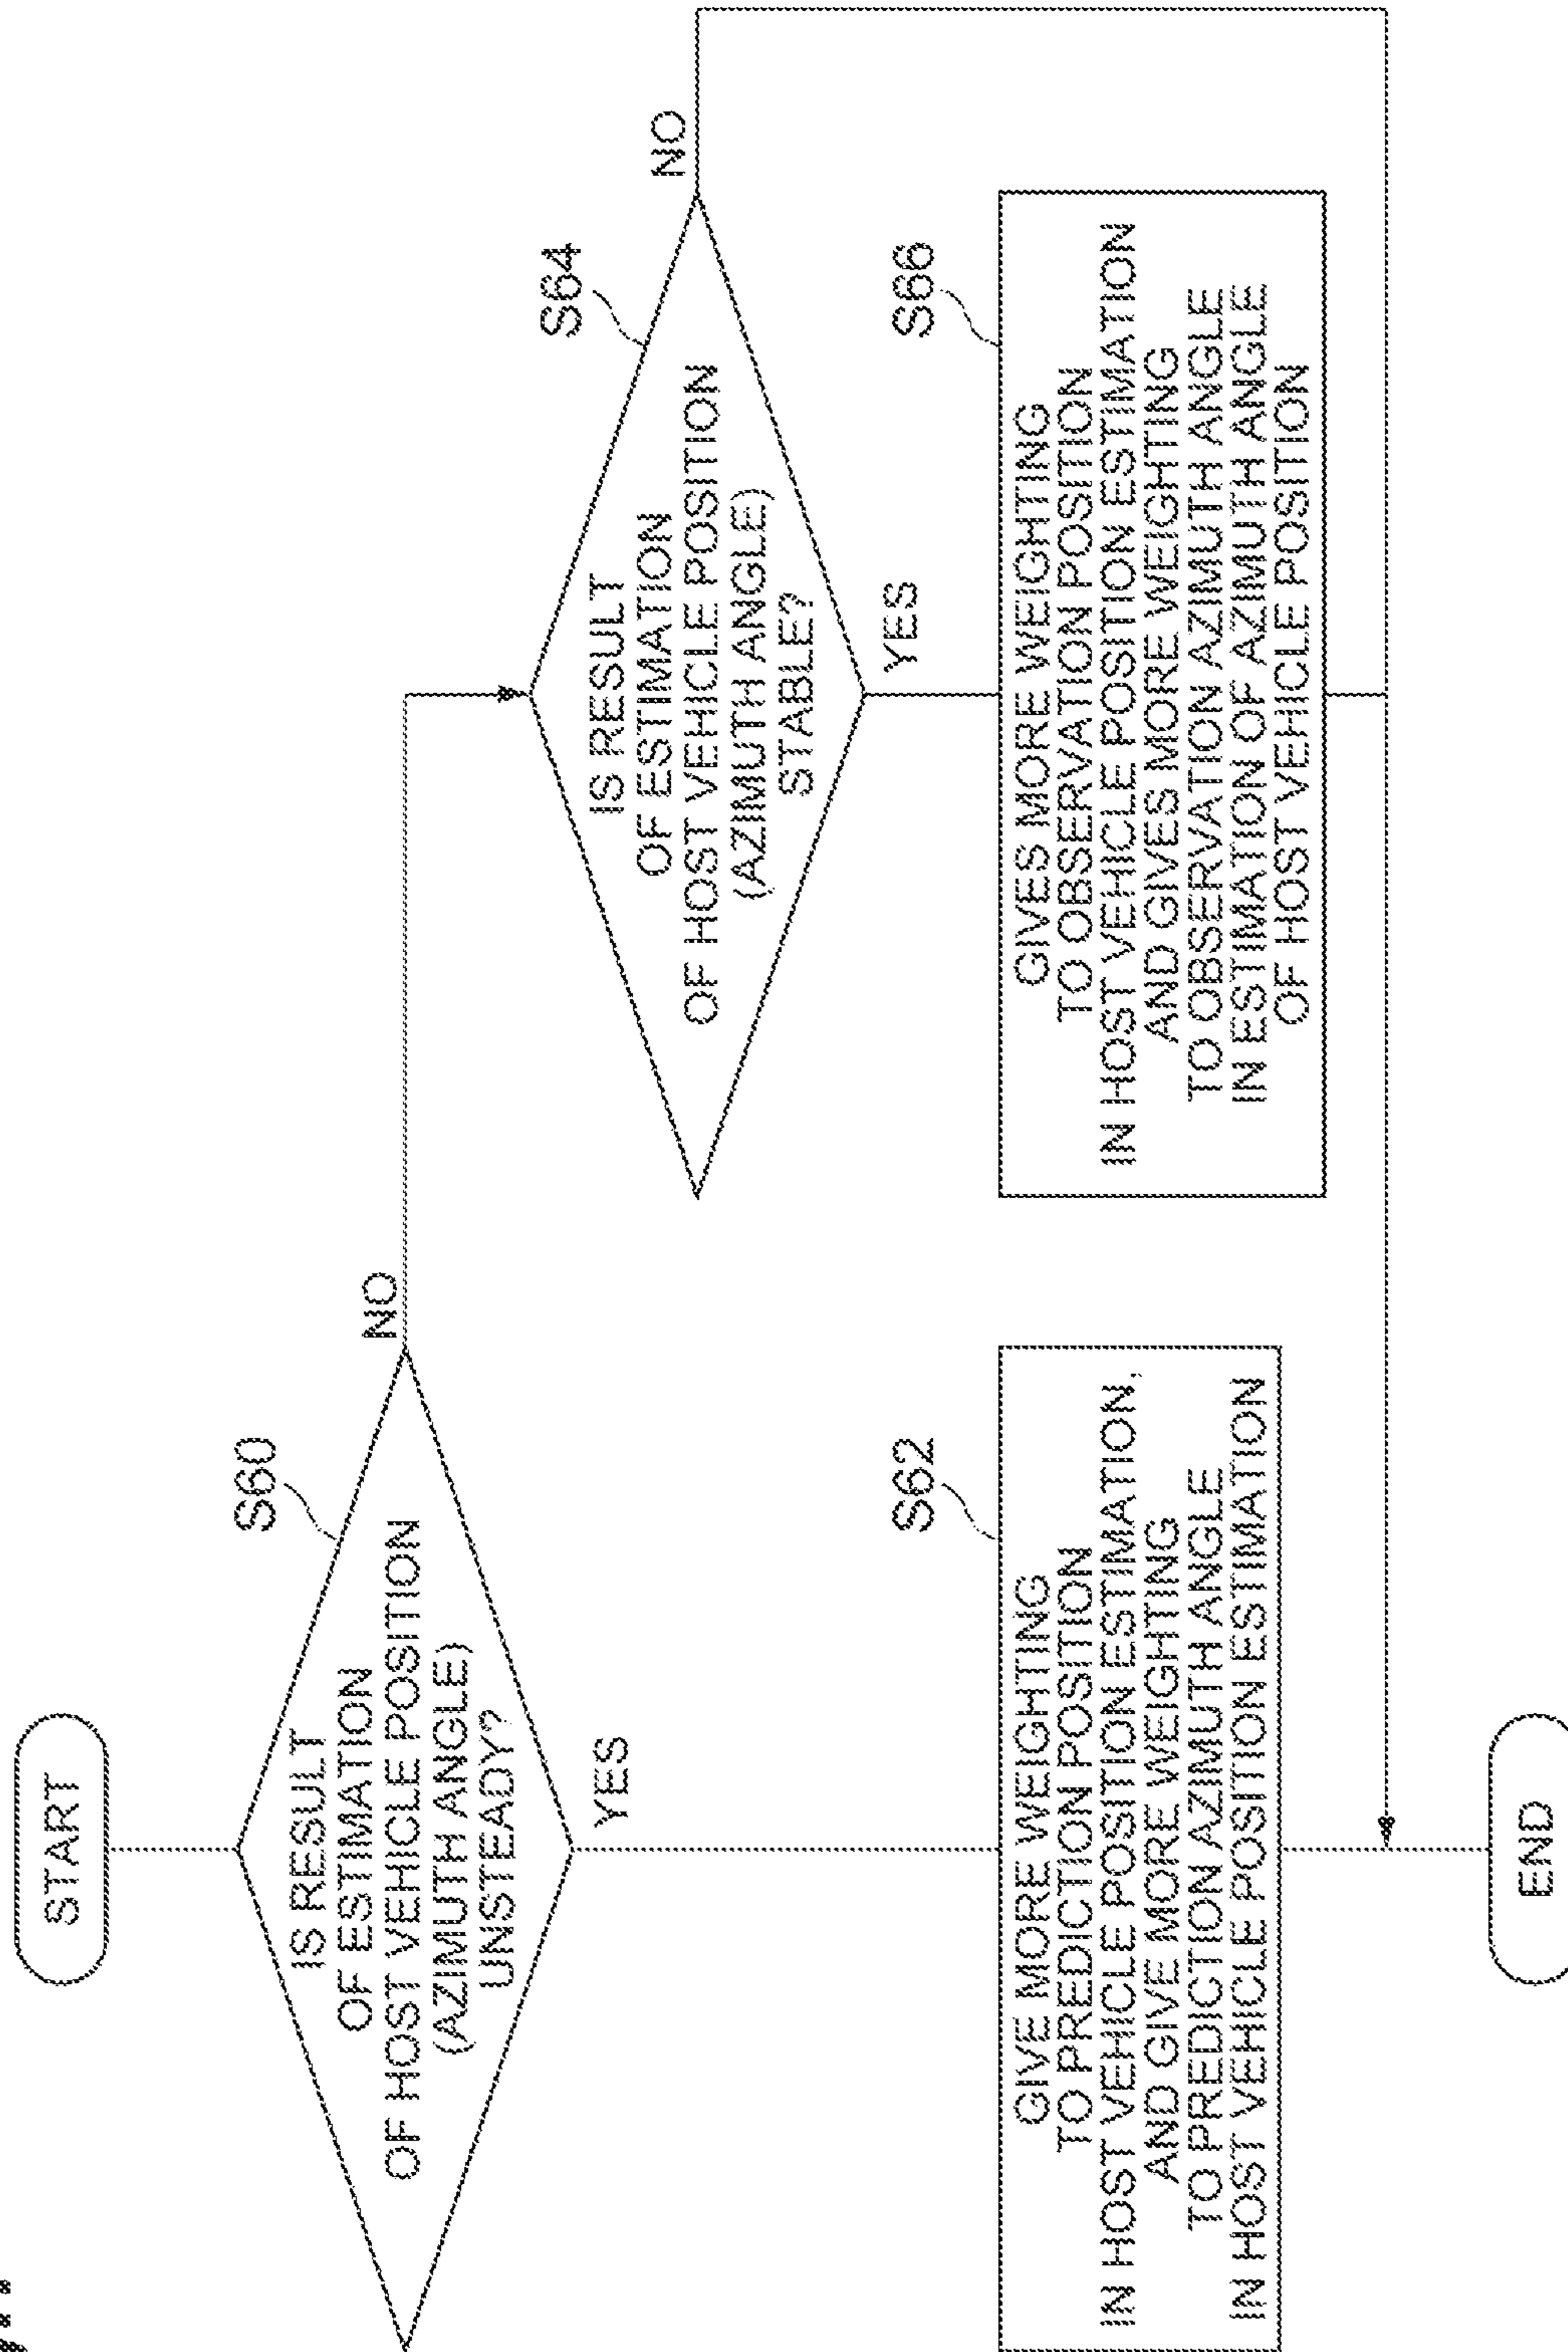 START
S60
IS RESULT
OF ESTIMATION
OF HOST VEHICLE POSITION
(AZIMUTH ANGLE)
UNSTEADY?
NO
YES
S64
IS RESULT
OF ESTIMATION
OF HOST VEHICLE POSITION
(AZIMUTH ANGLE)
STABLE?
NO
YES
S62
GIVE MORE WEIGHTING
TO PREDICTION POSITION
IN HOST VEHICLE POSITION ESTIMATION,
AND GIVE MORE WEIGHTING
TO PREDICTION AZIMUTH ANGLE
IN HOST VEHICLE POSITION ESTIMATION
S66
GIVES MORE WEIGHTING
TO OBSERVATION POSITION
IN HOST VEHICLE POSITION ESTIMATION
AND GIVES MORE WEIGHTING
TO OBSERVATION AZIMUTH ANGLE
IN ESTIMATION OF AZIMUTH ANGLE
OF HOST VEHICLE POSITION
END